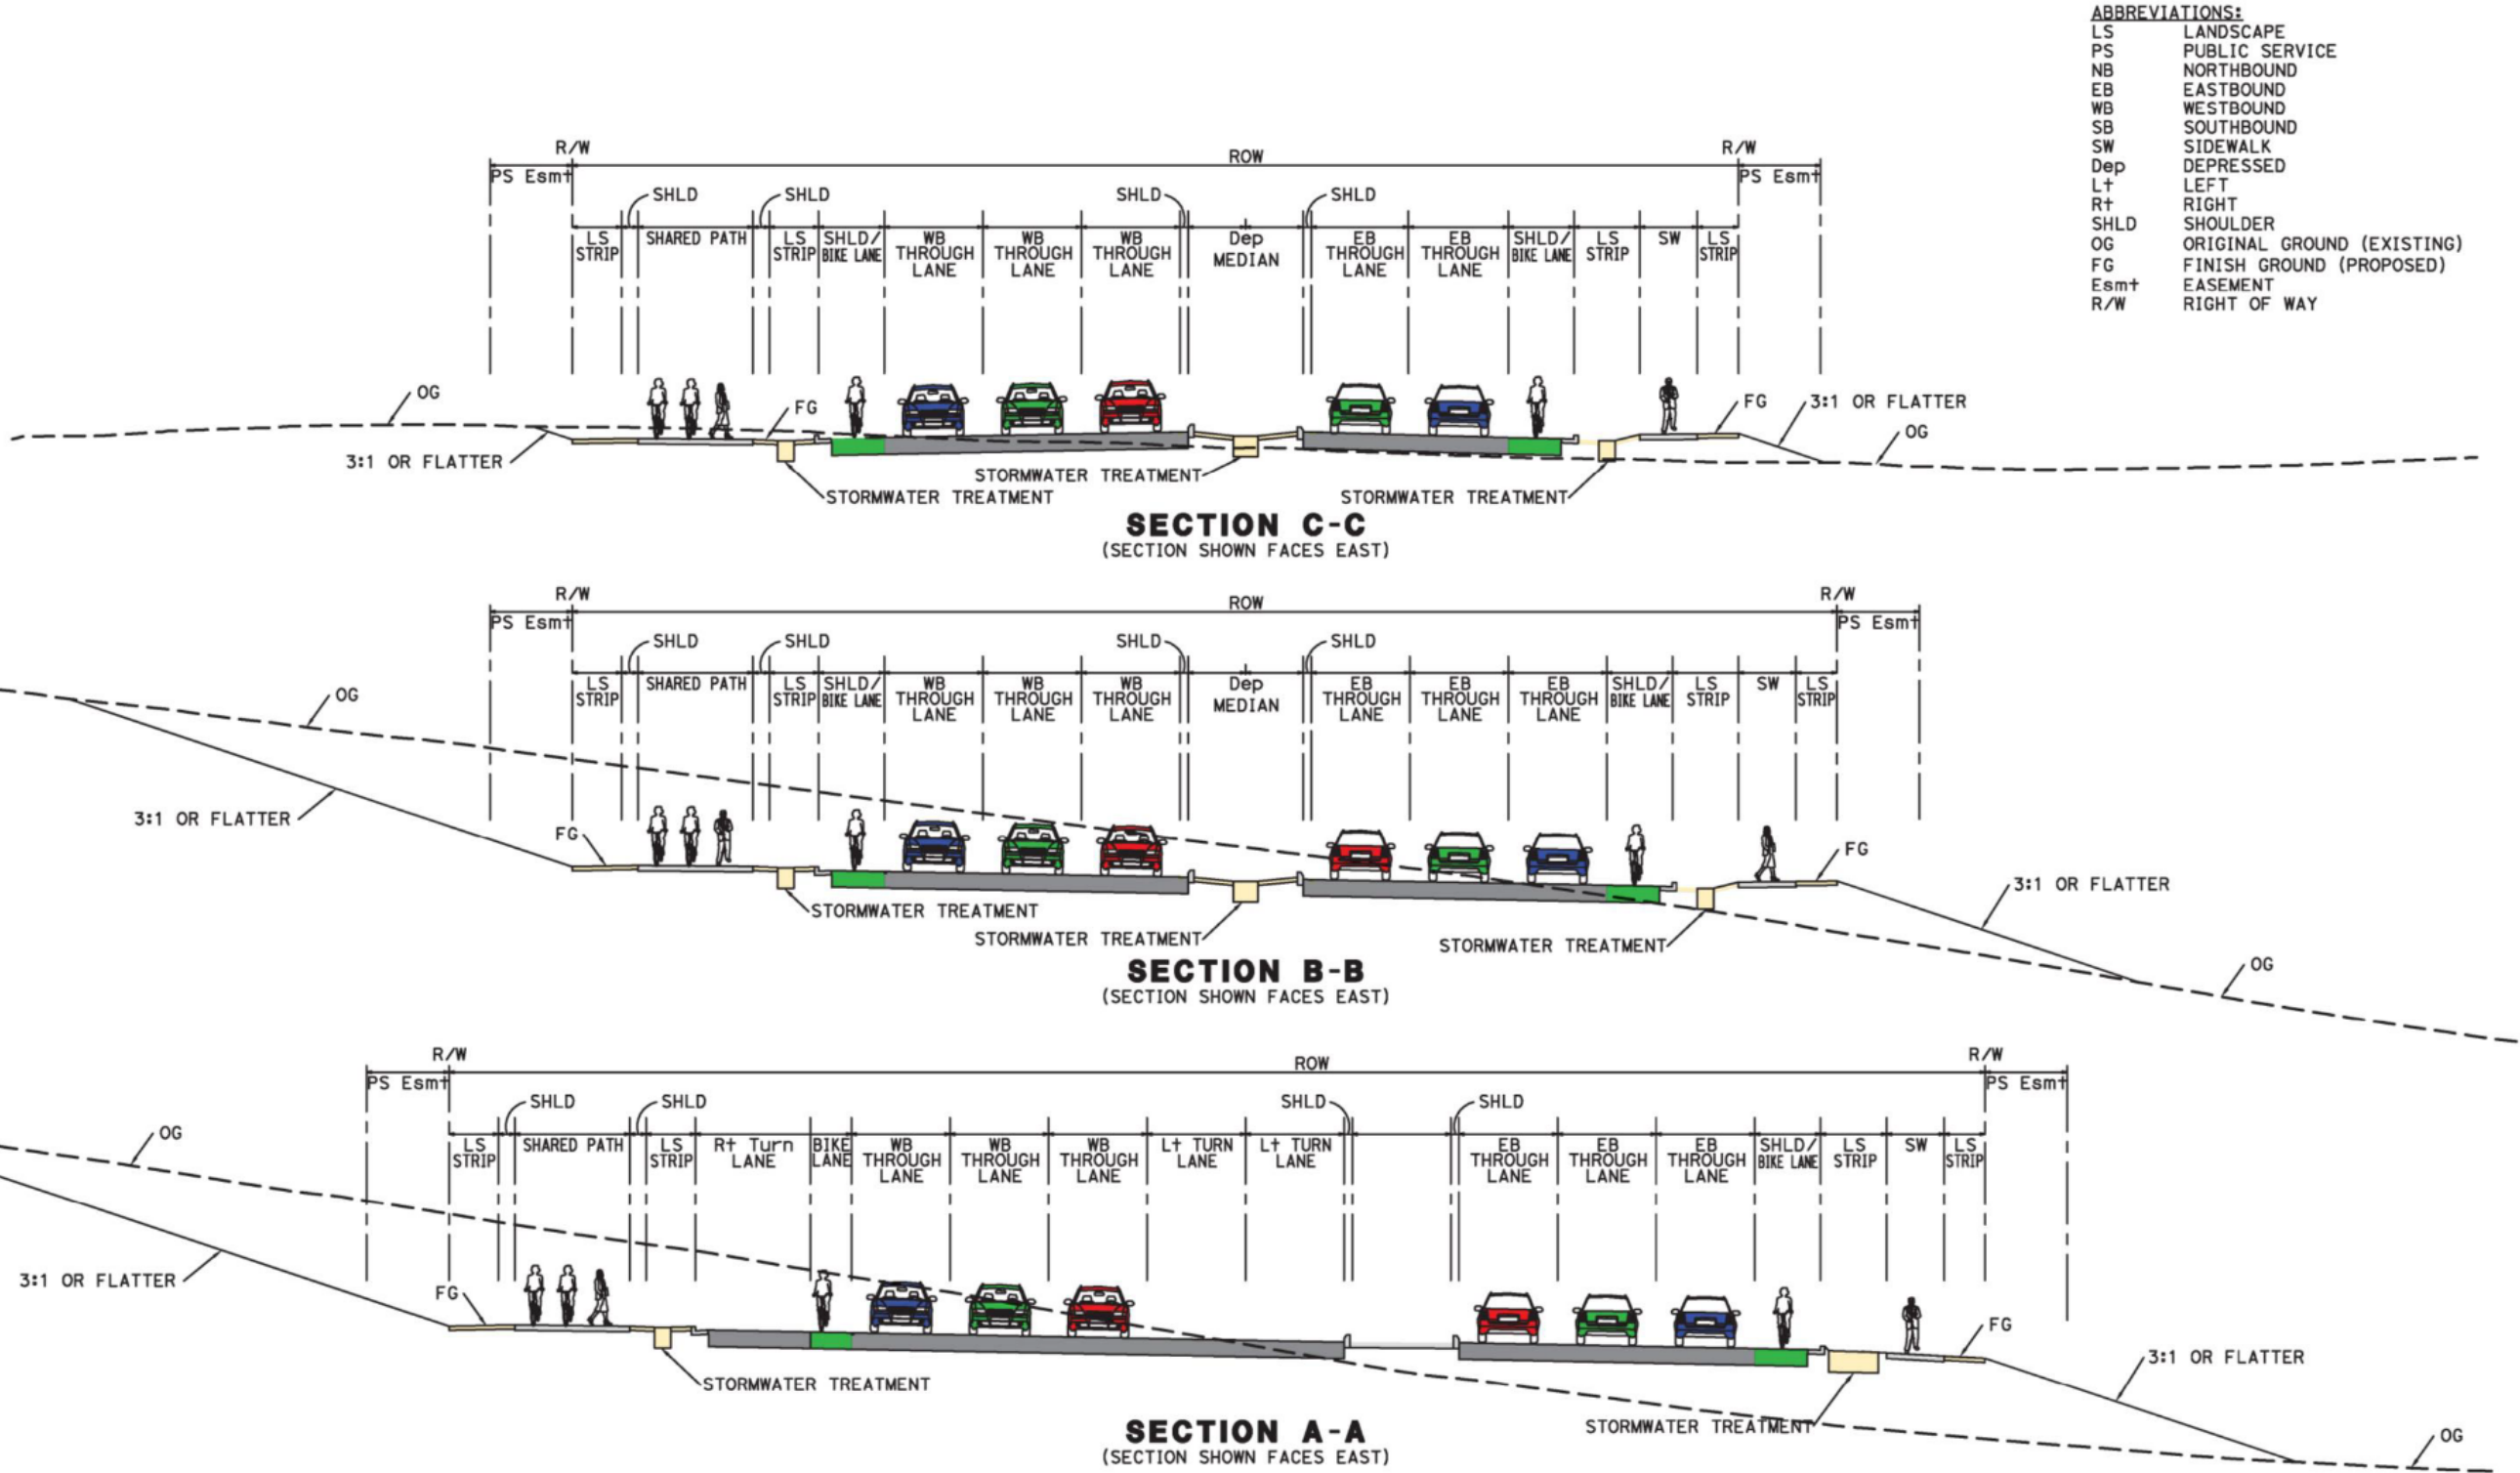 ABBREVIATIONS:
LS LANDSCAPE
PS PUBLIC SERVICE
NB NORTHBOUND
EB EASTBOUND
WB WESTBOUND
SB SOUTHBOUND
SW SIDEWALK
Dep DEPRESSED
Lt LEFT
Rt RIGHT
SHLD SHOULDER
OG ORIGINAL GROUND (EXISTING)
FG FINISH GROUND (PROPOSED)
Esmt EASEMENT
R/W RIGHT OF WAY
R/W ROW R/W
PS Esmt PS Esmt
SHLD SHLD SHLD SHLD
LS SHARED PATH LS SHLD/ WB WB WB Dep EB EB SHLD/ LS SW LS
STRIP STRIP BIKE LANE THROUGH THROUGH THROUGH MEDIAN THROUGH THROUGH BIKE LANE STRIP STRIP
LANE LANE LANE LANE LANE
OG FG FG 3:1 OR FLATTER
OG
3:1 OR FLATTER
STORMWATER TREATMENT
STORMWATER TREATMENT STORMWATER TREATMENT
SECTION C-C
(SECTION SHOWN FACES EAST)
R/W ROW R/W
PS Esmt PS Esmt
SHLD SHLD SHLD SHLD
LS SHARED PATH LS SHLD/ WB WB WB Dep EB EB EB SHLD/ LS SW LS
STRIP STRIP BIKE LANE THROUGH THROUGH THROUGH MEDIAN THROUGH THROUGH THROUGH BIKE LANE STRIP STRIP
LANE LANE LANE LANE LANE LANE
OG
3:1 OR FLATTER
FG FG
3:1 OR FLATTER
STORMWATER TREATMENT
STORMWATER TREATMENT STORMWATER TREATMENT
OG
SECTION B-B
(SECTION SHOWN FACES EAST)
R/W ROW R/W
PS Esmt PS Esmt
SHLD SHLD SHLD SHLD
OG
LS SHARED PATH LS Rt Turn BIKE WB WB WB Lt TURN Lt TURN EB EB EB SHLD/ LS SW LS
STRIP STRIP LANE LANE THROUGH THROUGH THROUGH LANE LANE THROUGH THROUGH THROUGH BIKE LANE STRIP STRIP
LANE LANE LANE LANE LANE LANE
3:1 OR FLATTER
FG FG
3:1 OR FLATTER
STORMWATER TREATMENT
STORMWATER TREATMENT
OG
SECTION A-A
(SECTION SHOWN FACES EAST)